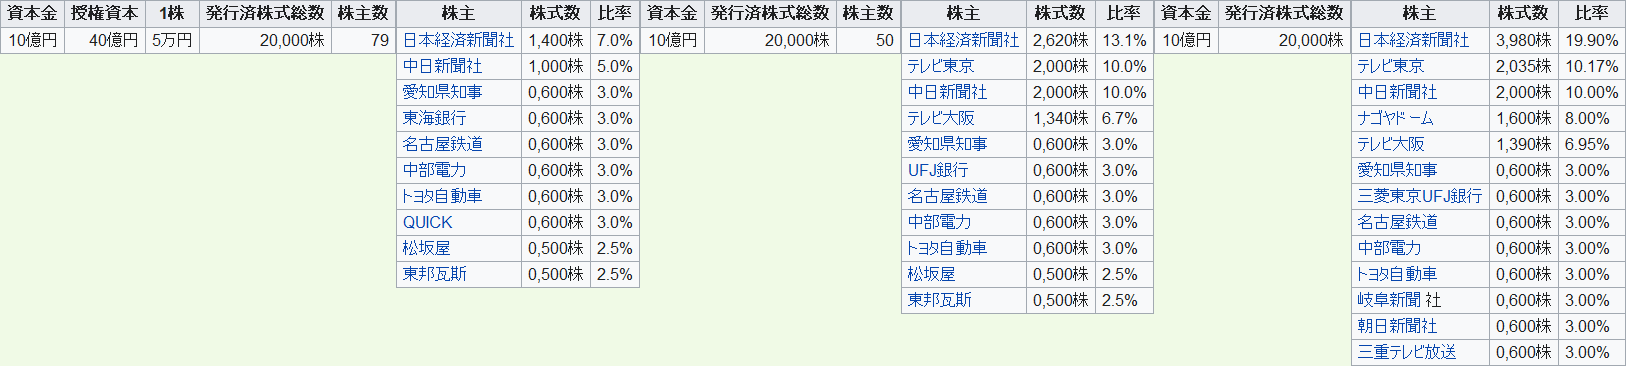 資本金 授権資本 1株 発行済株式総数 株主数 株主 株式数 比率 資本金 発行済株式総数 株主数 株主 株式数 比率 資本金 発行済株式総数 株主 株式数 比率
10億円 40億円 5万円 20,000株 79 日本経済新聞社 1,400株 7.0% 10億円 20,000株 50 日本経済新聞社 2,620株 13.1% 10億円 20,000株 日本経済新聞社 3,980株 19.90%
中日新聞社 1,000株 5.0% テレビ東京 2,000株 10.0% テレビ東京 2,035株 10.17%
愛知県知事 0,600株 3.0% 中日新聞社 2,000株 10.0% 中日新聞社 2,000株 10.00%
東海銀行 0,600株 3.0% テレビ大阪 1,340株 6.7% ナゴヤドーム 1,600株 8.00%
名古屋鉄道 0,600株 3.0% 愛知県知事 0,600株 3.0% テレビ大阪 1,390株 6.95%
中部電力 0,600株 3.0% UFJ銀行 0,600株 3.0% 愛知県知事 0,600株 3.00%
トヨタ自動車 0,600株 3.0% 名古屋鉄道 0,600株 3.0% 三菱東京UFJ銀行 0,600株 3.00%
QUICK 0,600株 3.0% 中部電力 0,600株 3.0% 名古屋鉄道 0,600株 3.00%
松坂屋 0,500株 2.5% トヨタ自動車 0,600株 3.0% 中部電力 0,600株 3.00%
東邦瓦斯 0,500株 2.5% 松坂屋 0,500株 2.5% トヨタ自動車 0,600株 3.00%
東邦瓦斯 0,500株 2.5% 岐阜新聞 社 0,600株 3.00%
朝日新聞社 0,600株 3.00%
三重テレビ放送 0,600株 3.00%